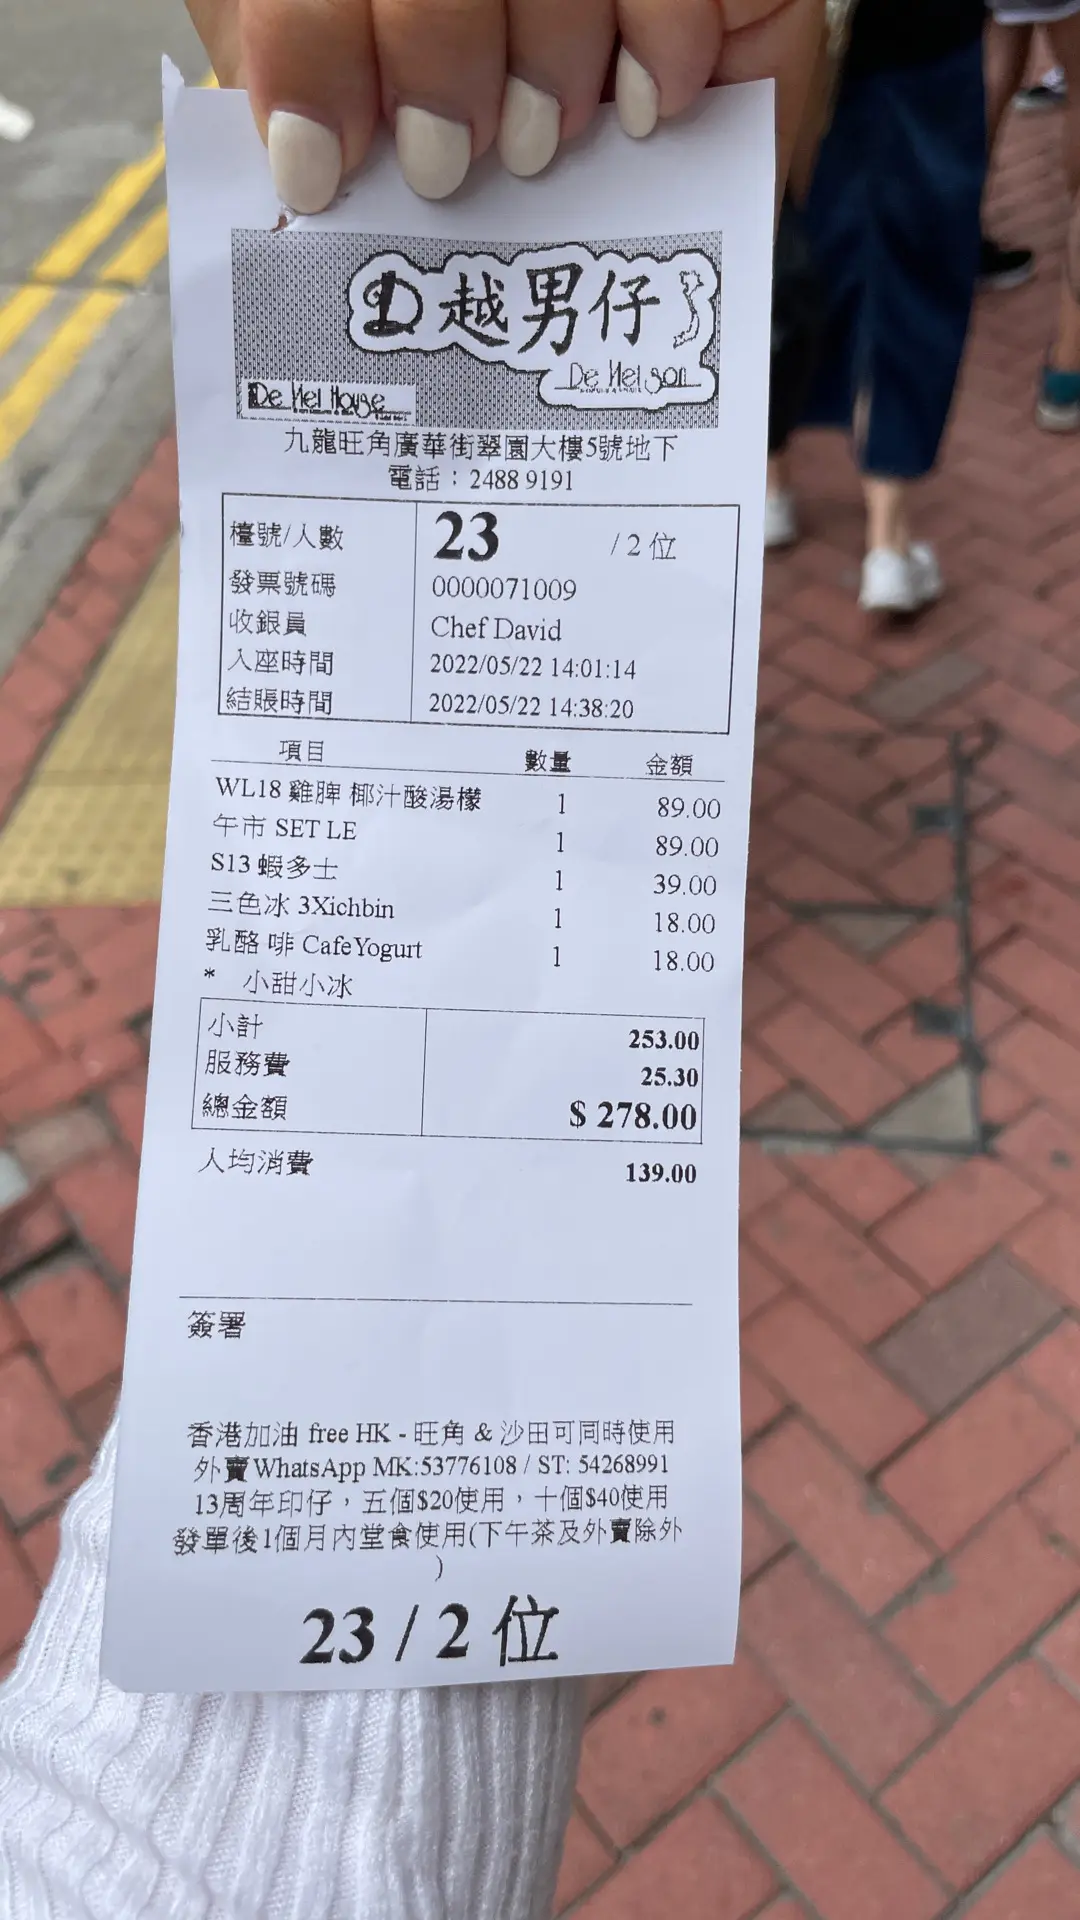 越男仔
De Mei Son
De Mei House
九龍旺角廣華街翠園大樓5號地下
電話：2488 9191
檯號/人數 23 / 2 位
發票號碼 0000071009
收銀員 Chef David
入座時間 2022/05/22 14:01:14
結賬時間 2022/05/22 14:38:20
項目 數量 金額
WL18 雞脾 椰汁酸湯檬 1 89.00
午市 SET LE 1 89.00
S13 蝦多士 1 39.00
三色冰 3Xichbin 1 18.00
乳酪 啡 CafeYogurt 1 18.00
* 小甜小冰
小計 253.00
服務費 25.30
總金額 $ 278.00
人均消費 139.00
簽署
香港加油 free HK - 旺角 & 沙田可同時使用
外賣WhatsApp MK:53776108 / ST: 54268991
13周年印仔，五個$20使用，十個$40使用
發單後1個月內堂食使用(下午茶及外賣除外
)
23 / 2 位